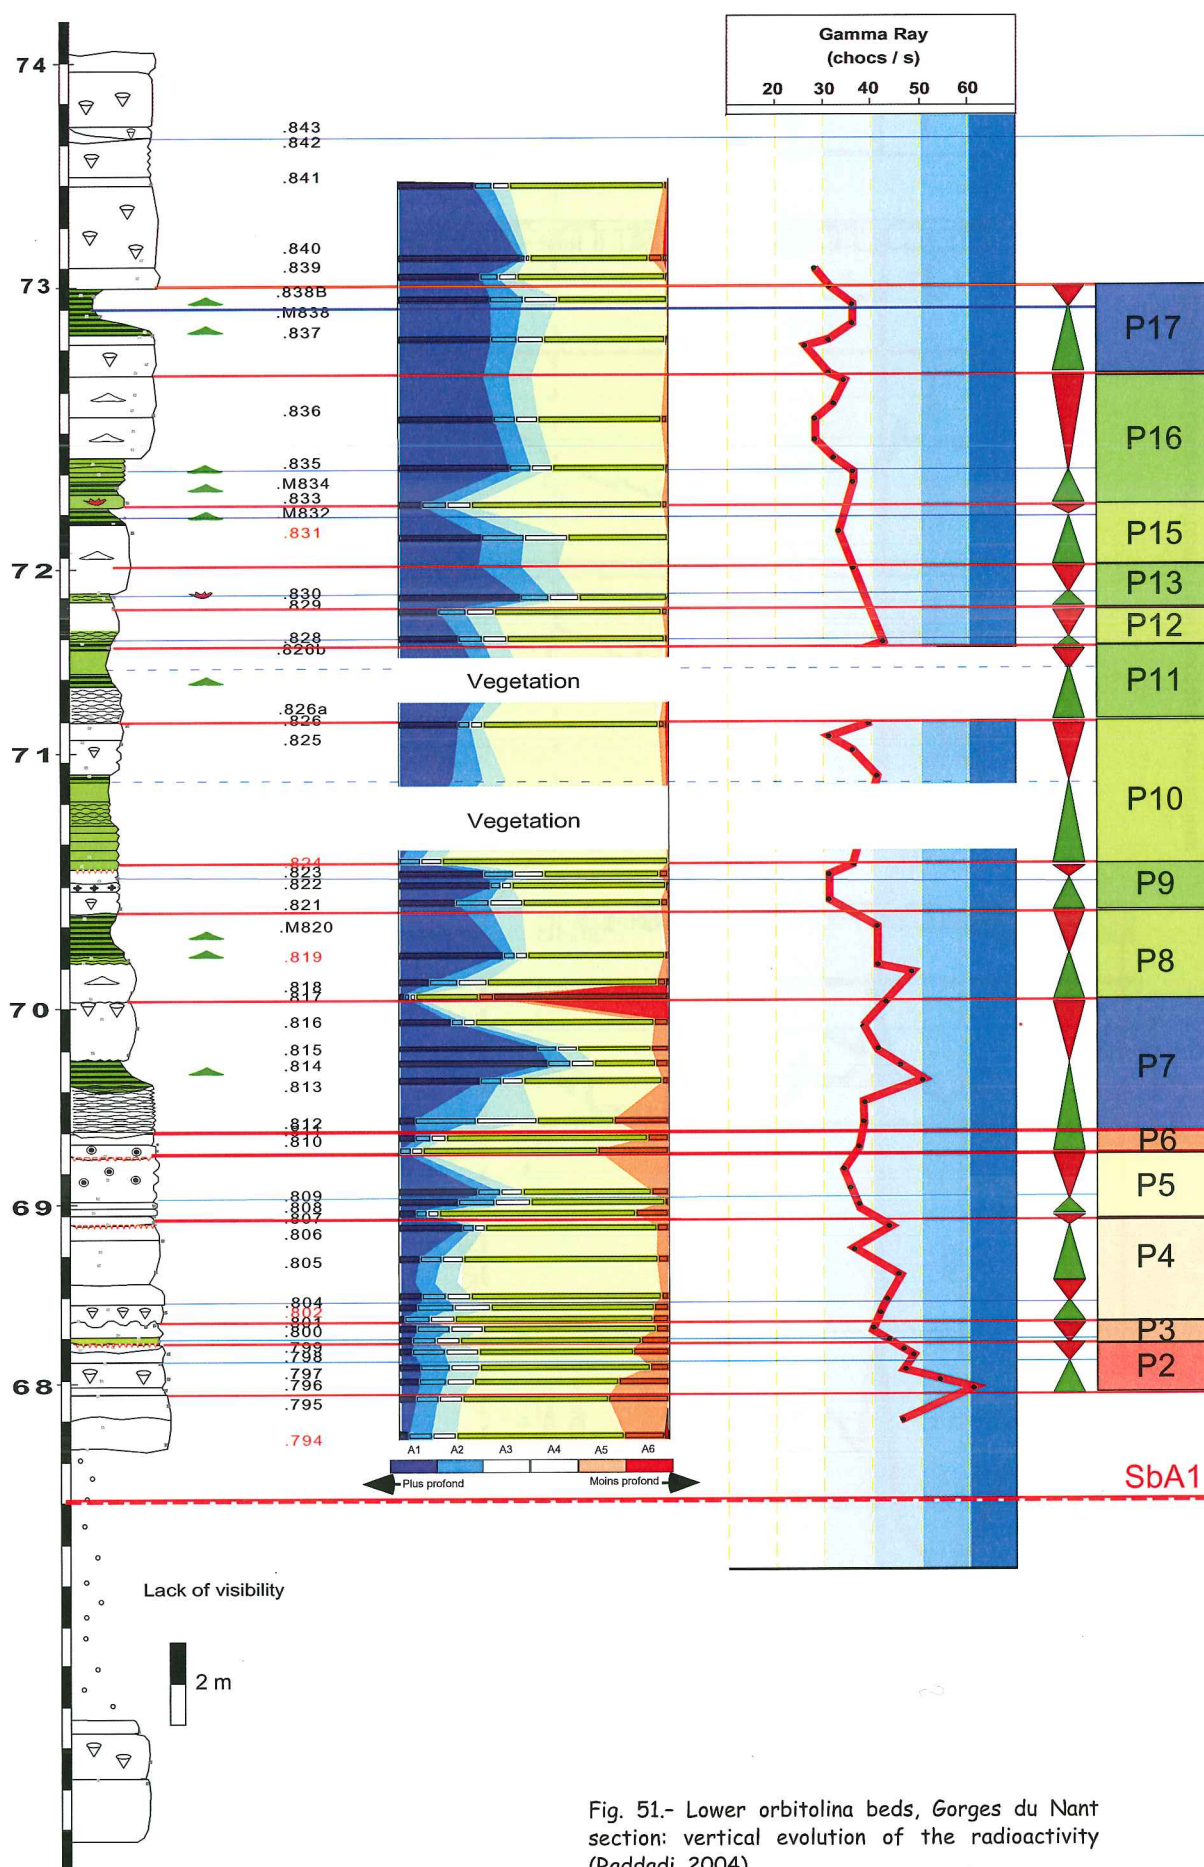 Gamma Ray
(chocs / s)
20 30 40 50 60
74
.843
.842
.841
.840
.839
73
.838B
.M838
.837
P17
.836
P16
.835
.M834
.833
M832
.831
P15
72
P13
.830
.829
P12
.828
.826b
P11
Vegetation
.826a
.826
.825
71
P10
Vegetation
.824
.823
.822
P9
.821
.M820
.819
P8
.818
.817
70
.816
.815
.814
P7
.813
.812
.811
.810
P6
P5
.809
.808
69
.807
.806
P4
.805
.804
.802
.801
.800
P3
.799
.798
P2
.797
.796
68
.795
.794
A1 A2 A3 A4 A5 A6
Plus profond Moins profond
SbA1
Lack of visibility
2 m
Fig. 51.- Lower orbitolina beds, Gorges du Nant
section: vertical evolution of the radioactivity
(Raddadi, 2004)